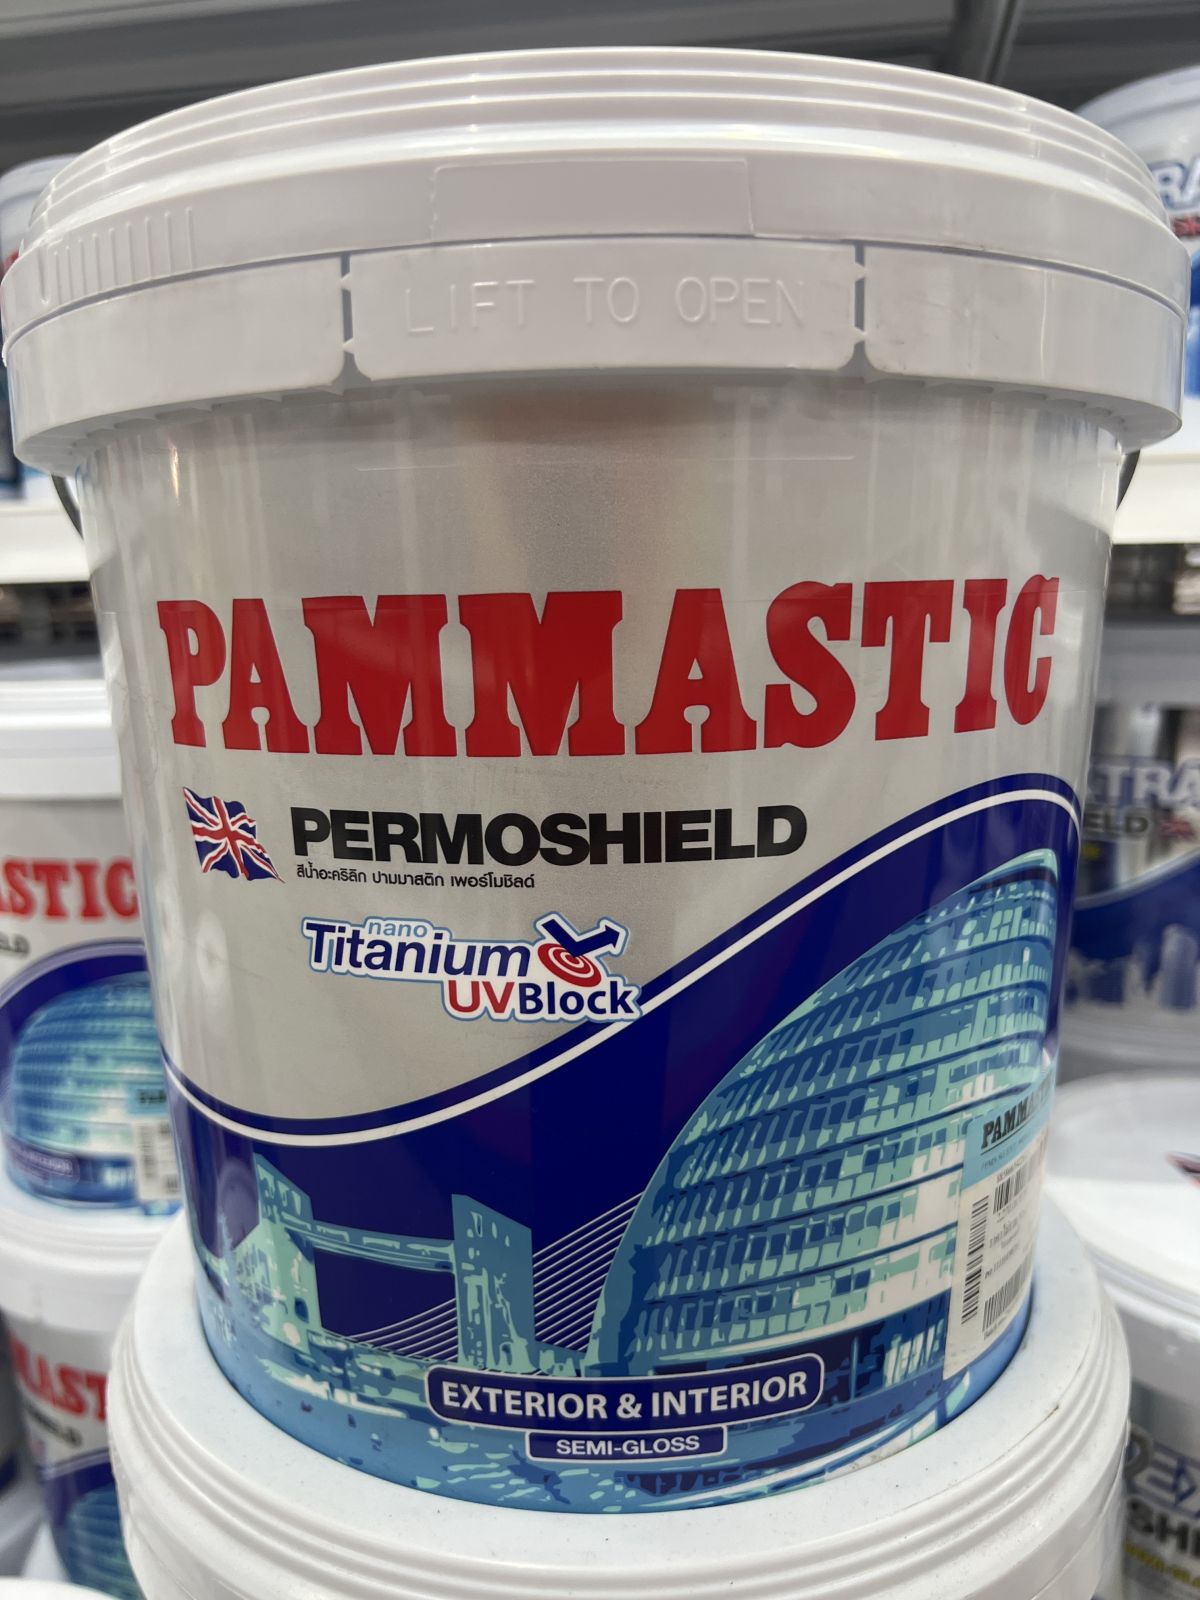 LIFT TO OPEN
PAMMASTIC
PERMOSHIELD
สีน้ำอะคริลิก ปามมาสติก เพอร์โมชิลด์
nano
Titanium
UVBlock
EXTERIOR & INTERIOR
SEMI-GLOSS